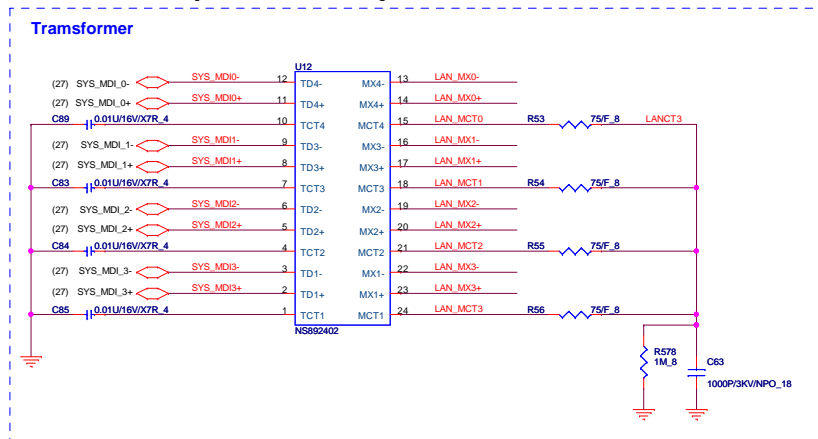 Tramsformer
U12
(27) SYS_MDI_0- SYS_MDI0- 12 TD4- MX4- 13 LAN_MX0-
(27) SYS_MDI_0+ SYS_MDI0+ 11 TD4+ MX4+ 14 LAN_MX0+
C89 0.01U/16V/X7R_4 10 TCT4 MCT4 15 LAN_MCT0 R53 75/F_8 LANCT3
(27) SYS_MDI_1- SYS_MDI1- 9 TD3- MX3- 16 LAN_MX1-
(27) SYS_MDI_1+ SYS_MDI1+ 8 TD3+ MX3+ 17 LAN_MX1+
C83 0.01U/16V/X7R_4 7 TCT3 MCT3 18 LAN_MCT1 R54 75/F_8
(27) SYS_MDI_2- SYS_MDI2- 6 TD2- MX2- 19 LAN_MX2-
(27) SYS_MDI_2+ SYS_MDI2+ 5 TD2+ MX2+ 20 LAN_MX2+
C84 0.01U/16V/X7R_4 4 TCT2 MCT2 21 LAN_MCT2 R55 75/F_8
(27) SYS_MDI_3- SYS_MDI3- 3 TD1- MX1- 22 LAN_MX3-
(27) SYS_MDI_3+ SYS_MDI3+ 2 TD1+ MX1+ 23 LAN_MX3+
C85 0.01U/16V/X7R_4 1 TCT1 MCT1 24 LAN_MCT3 R56 75/F_8
NS892402
R578
1M_8
C63
1000P/3KV/NPO_18